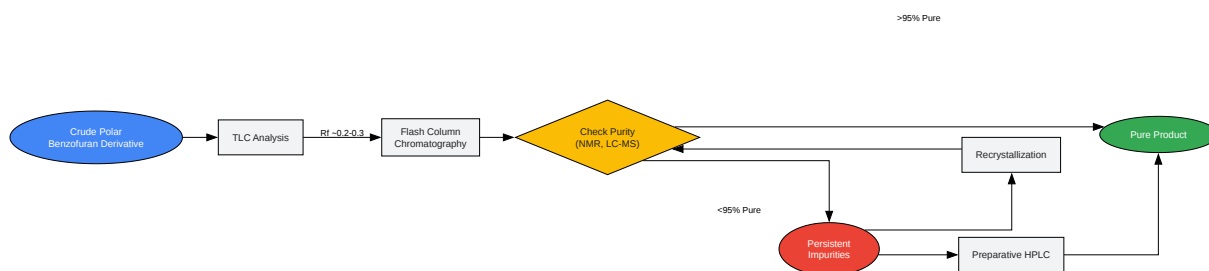 >95% Pure
Crude Polar
Benzofuran Derivative
TLC Analysis
Rf ~0.2-0.3
Flash Column
Chromatography
Check Purity
(NMR, LC-MS)
Pure Product
Recrystallization
<95% Pure
Persistent
Impurities
Preparative HPLC